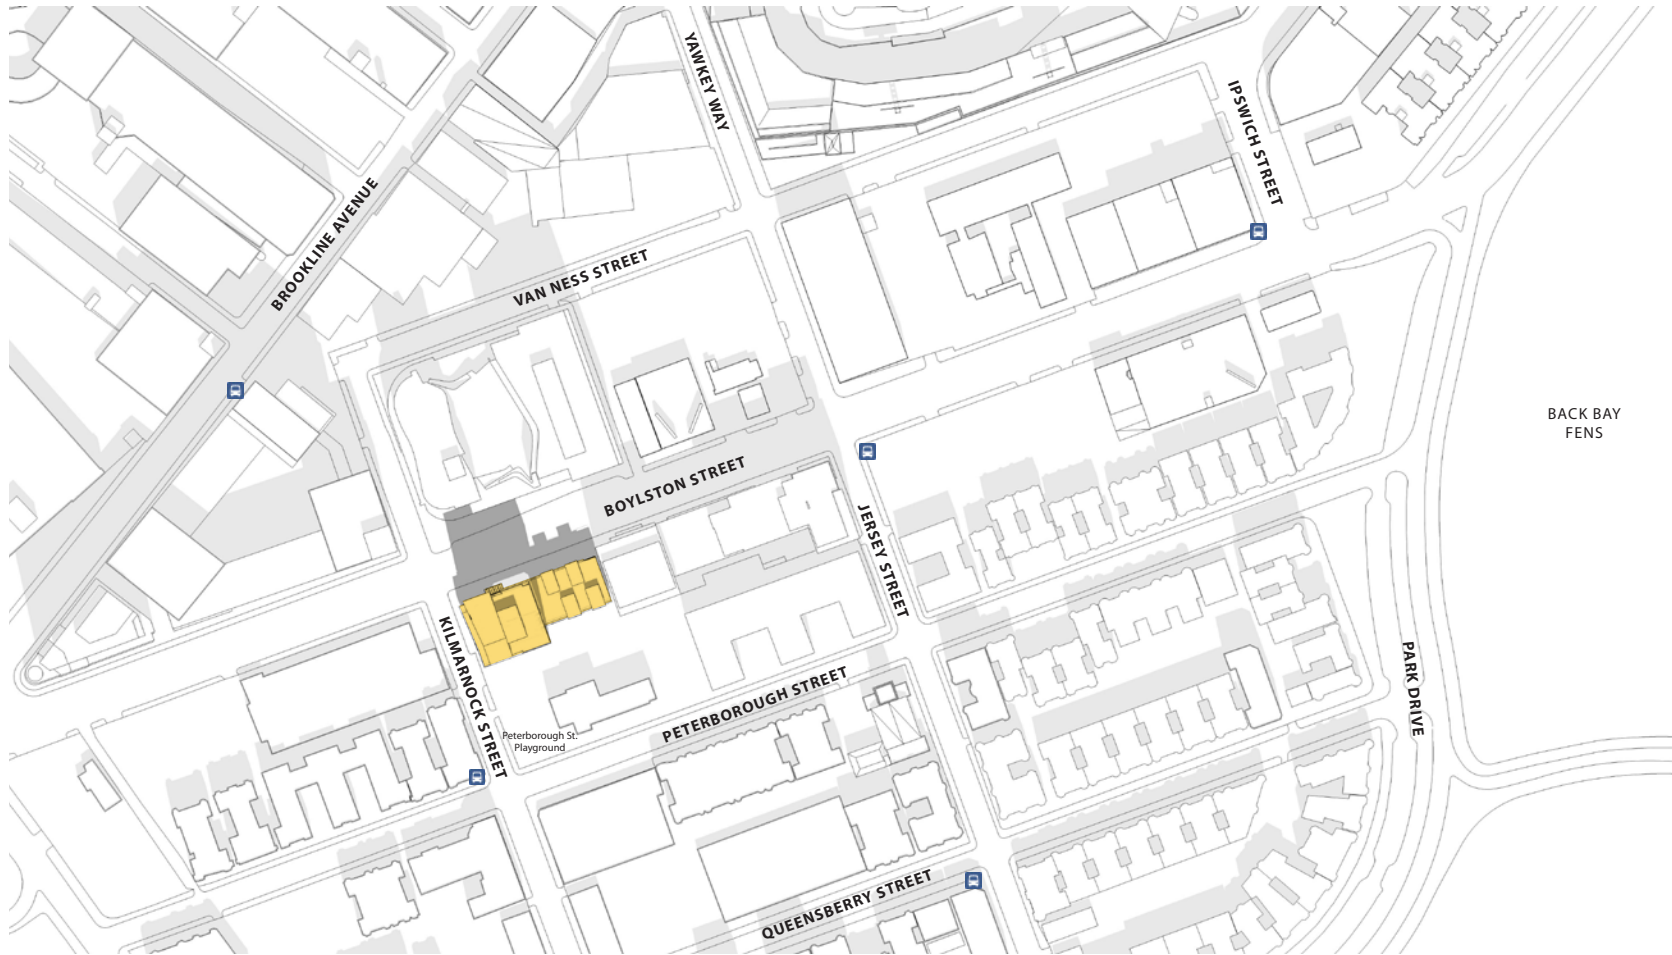 YAWKEY WAY
IPSWICH STREET
BROOKLINE AVENUE
VAN NESS STREET
BACK BAY
FENS
BOYLSTON STREET
JERSEY STREET
KILMARNOCK STREET
PARK DRIVE
PETERBOROUGH STREET
Peterborough St.
Playground
QUEENSBERRY STREET